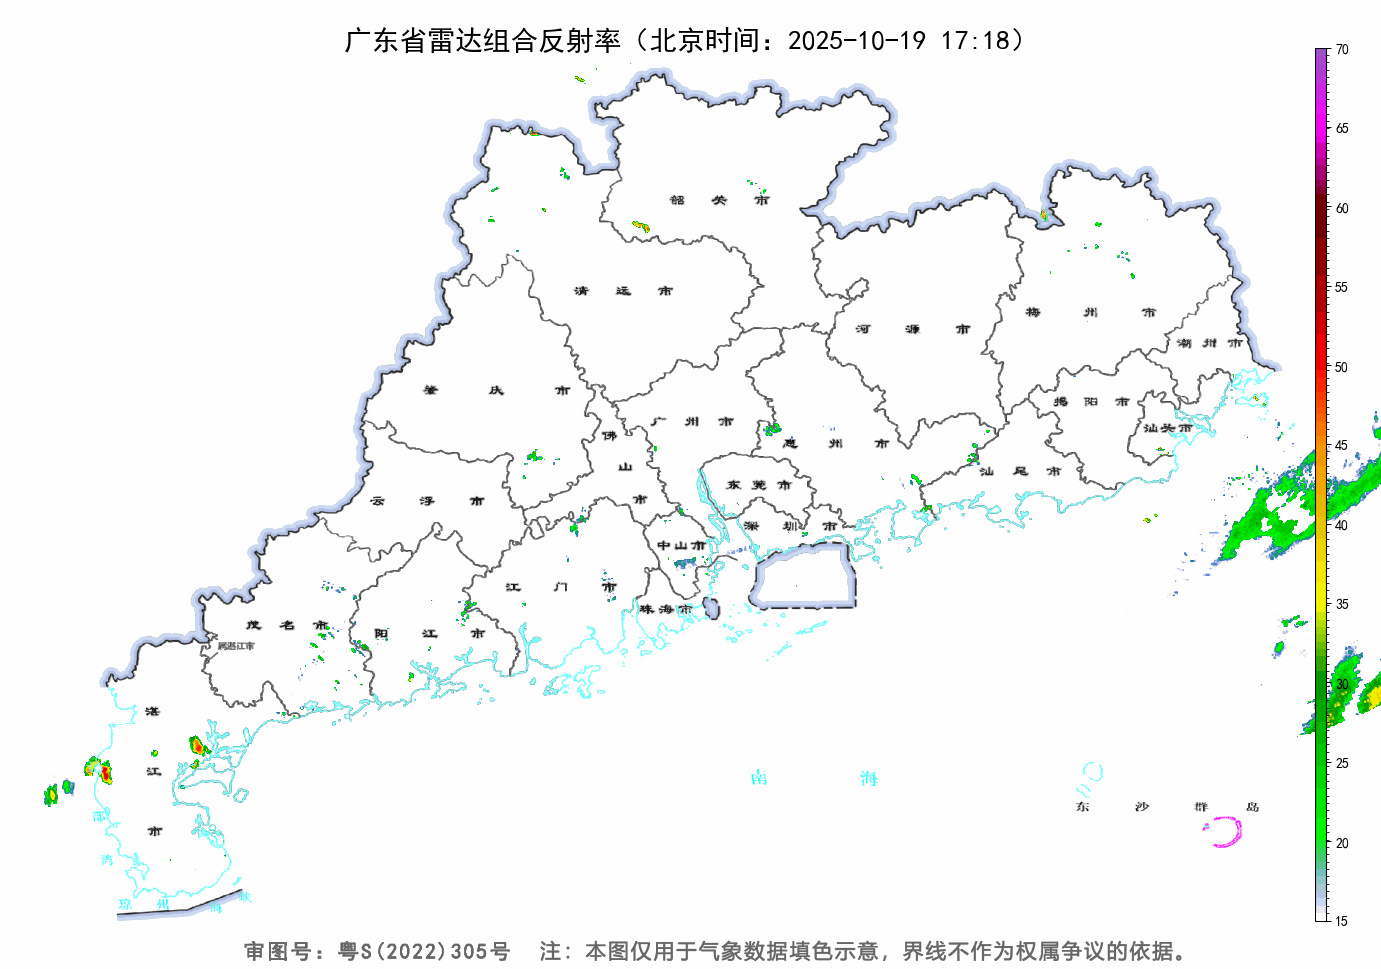 广东省雷达组合反射率（北京时间：2025-10-19 17:18）
70
65
60
55
50
45
40
35
30
25
20
15
韶关市
清远市
河源市
梅州市
潮州市
肇庆市
广州市
佛山市
惠州市
揭阳市
汕头市
汕尾市
云浮市
东莞市
深圳市
中山市
江门市
珠海市
茂名市
属湛江市
阳江市
湛江市
南海
东沙群岛
琼州海峡
审图号：粤S(2022)305号 注：本图仅用于气象数据填色示意，界线不作为权属争议的依据。